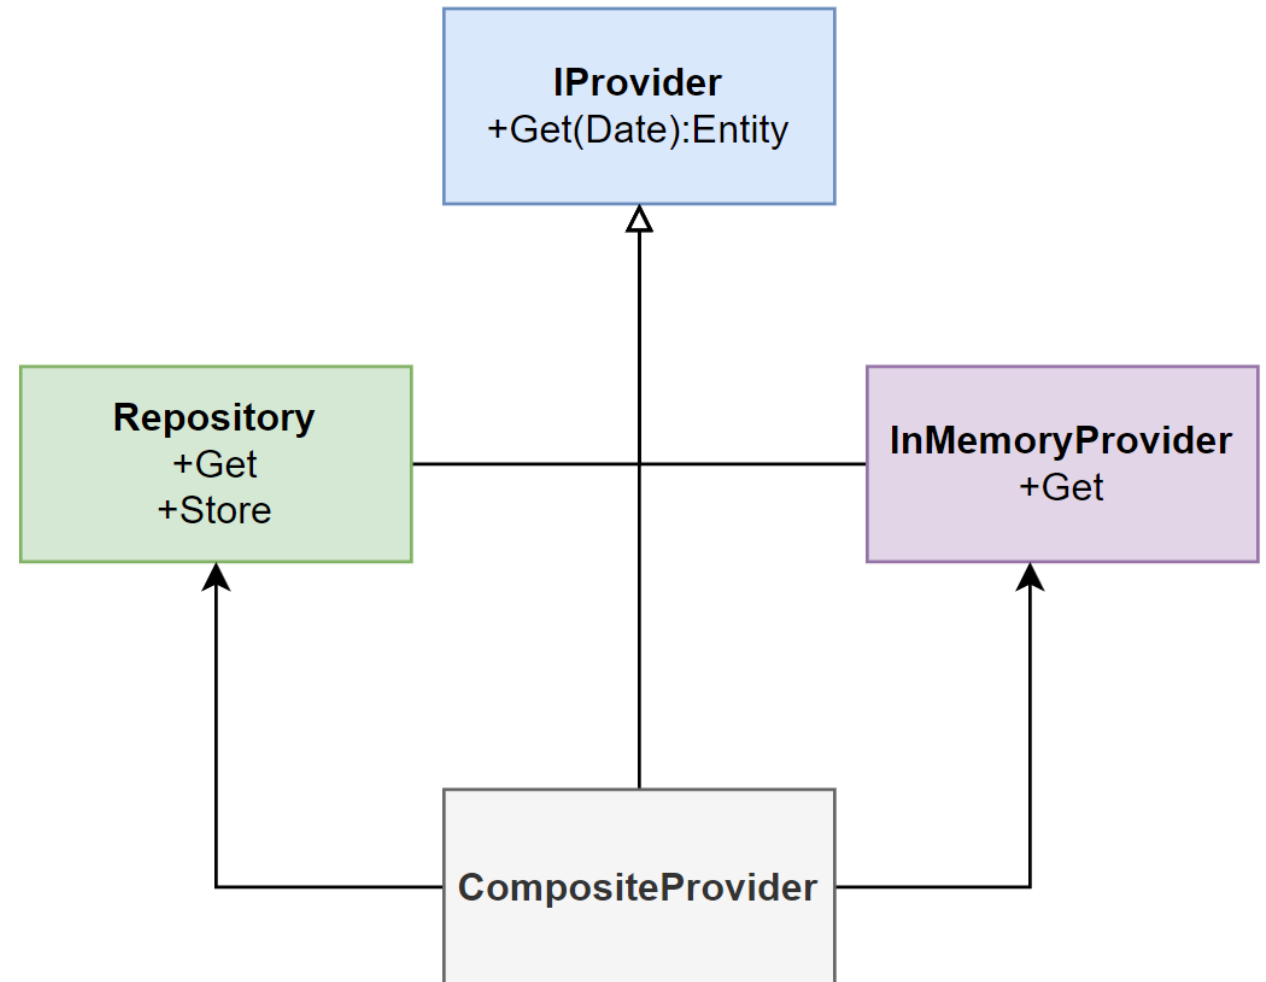 IProvider
+Get(Date):Entity
Repository
+Get
+Store
InMemoryProvider
+Get
CompositeProvider